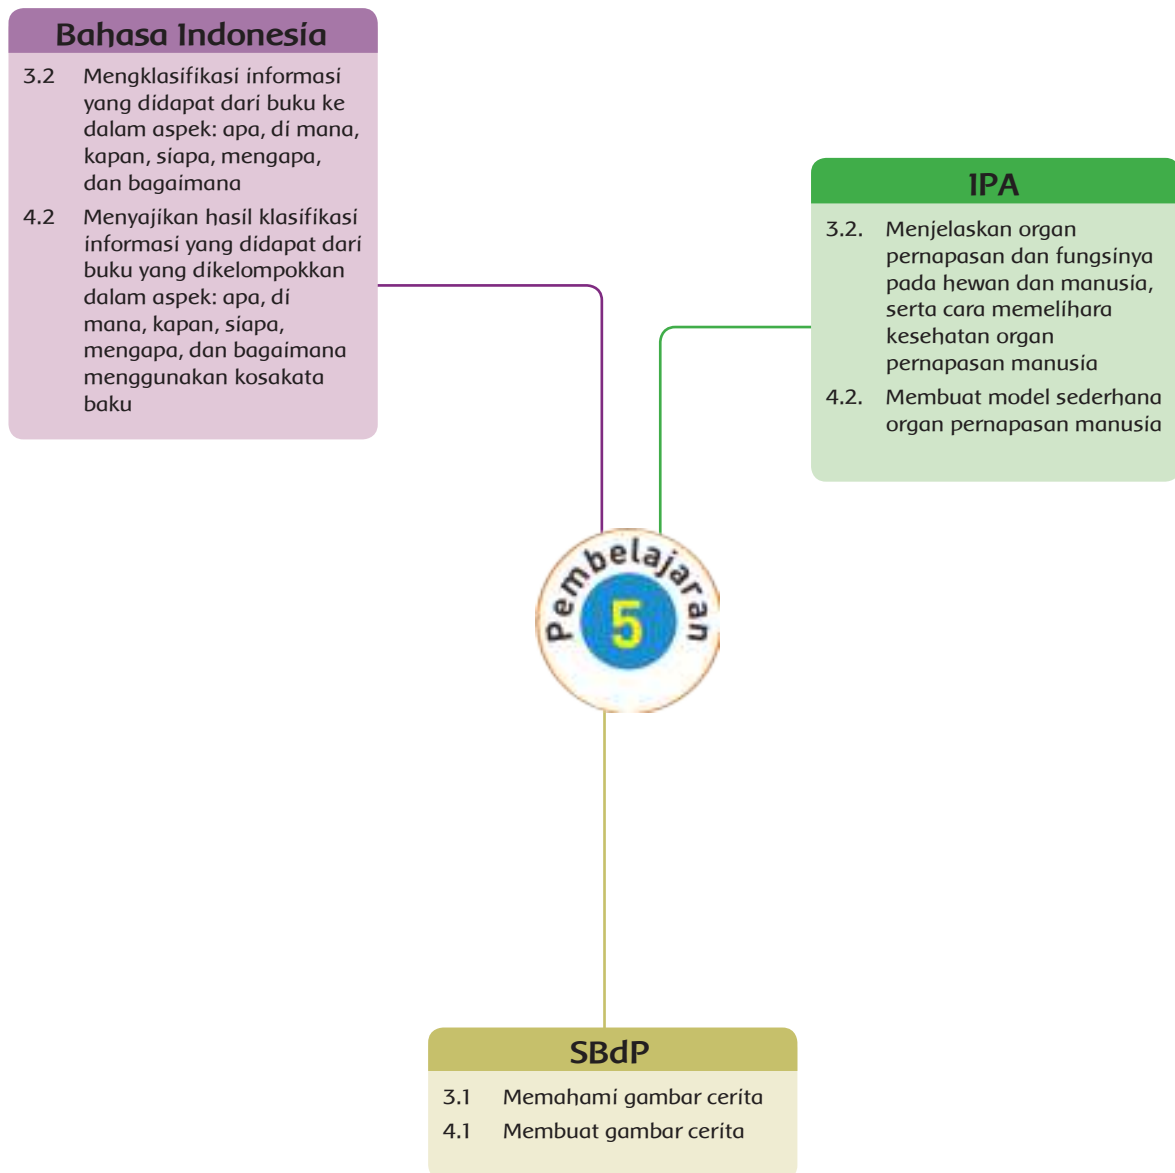 Bahasa Indonesia
3.2 Mengklasifikasi informasi
yang didapat dari buku ke
dalam aspek: apa, di mana,
kapan, siapa, mengapa,
dan bagaimana
4.2 Menyajikan hasil klasifikasi
informasi yang didapat dari
buku yang dikelompokkan
dalam aspek: apa, di
mana, kapan, siapa,
mengapa, dan bagaimana
menggunakan kosakata
baku
IPA
3.2. Menjelaskan organ
pernapasan dan fungsinya
pada hewan dan manusia,
serta cara memelihara
kesehatan organ
pernapasan manusia
4.2. Membuat model sederhana
organ pernapasan manusia
Pembelajaran
5
SBdP
3.1 Memahami gambar cerita
4.1 Membuat gambar cerita